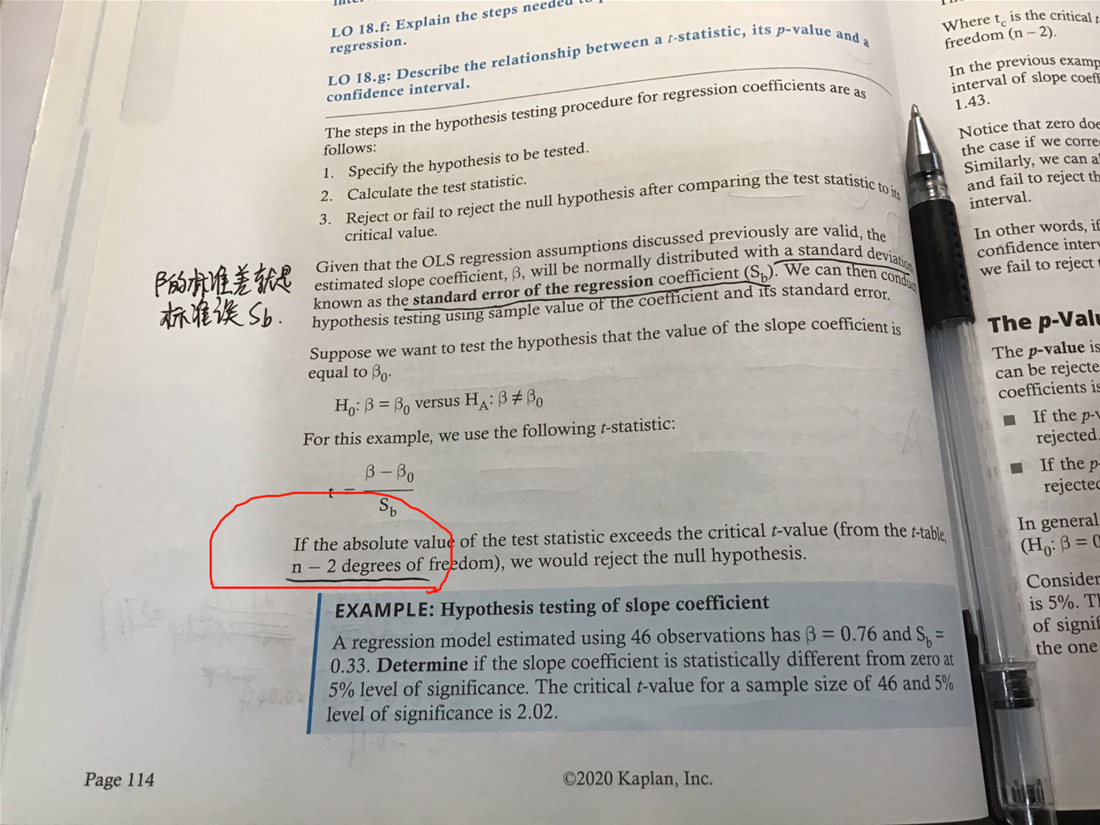 LO 18.f: Explain the steps needed to
regression.
LO 18.g: Describe the relationship between a t-statistic, its p-value and a
confidence interval.
The steps in the hypothesis testing procedure for regression coefficients are as
follows:
1. Specify the hypothesis to be tested.
2. Calculate the test statistic.
3. Reject or fail to reject the null hypothesis after comparing the test statistic to its
critical value.
Given that the OLS regression assumptions discussed previously are valid, the
estimated slope coefficient, β, will be normally distributed with a standard deviation
known as the standard error of the regression coefficient (Sb). We can then conduc
hypothesis testing using sample value of the coefficient and its standard error.
β的标准差就是
标准误 Sb.
Suppose we want to test the hypothesis that the value of the slope coefficient is
equal to β0.
H0: β = β0 versus HA: β ≠ β0
For this example, we use the following t-statistic:
t = (β − β0) / Sb
If the absolute value of the test statistic exceeds the critical t-value (from the t-table,
n − 2 degrees of freedom), we would reject the null hypothesis.
EXAMPLE: Hypothesis testing of slope coefficient
A regression model estimated using 46 observations has β = 0.76 and Sb =
0.33. Determine if the slope coefficient is statistically different from zero at
5% level of significance. The critical t-value for a sample size of 46 and 5%
level of significance is 2.02.
Page 114
©2020 Kaplan, Inc.
Where tc is the critical t
freedom (n − 2).
In the previous examp
interval of slope coeff
1.43.
Notice that zero doe
the case if we corre
Similarly, we can a
and fail to reject th
interval.
In other words, if
confidence interv
we fail to reject
The p-Valu
The p-value is
can be rejecte
coefficients is
■ If the p-v
rejected.
■ If the p-
rejected
In general
(H0: β = 0
Consider
is 5%. Th
of signif
the one